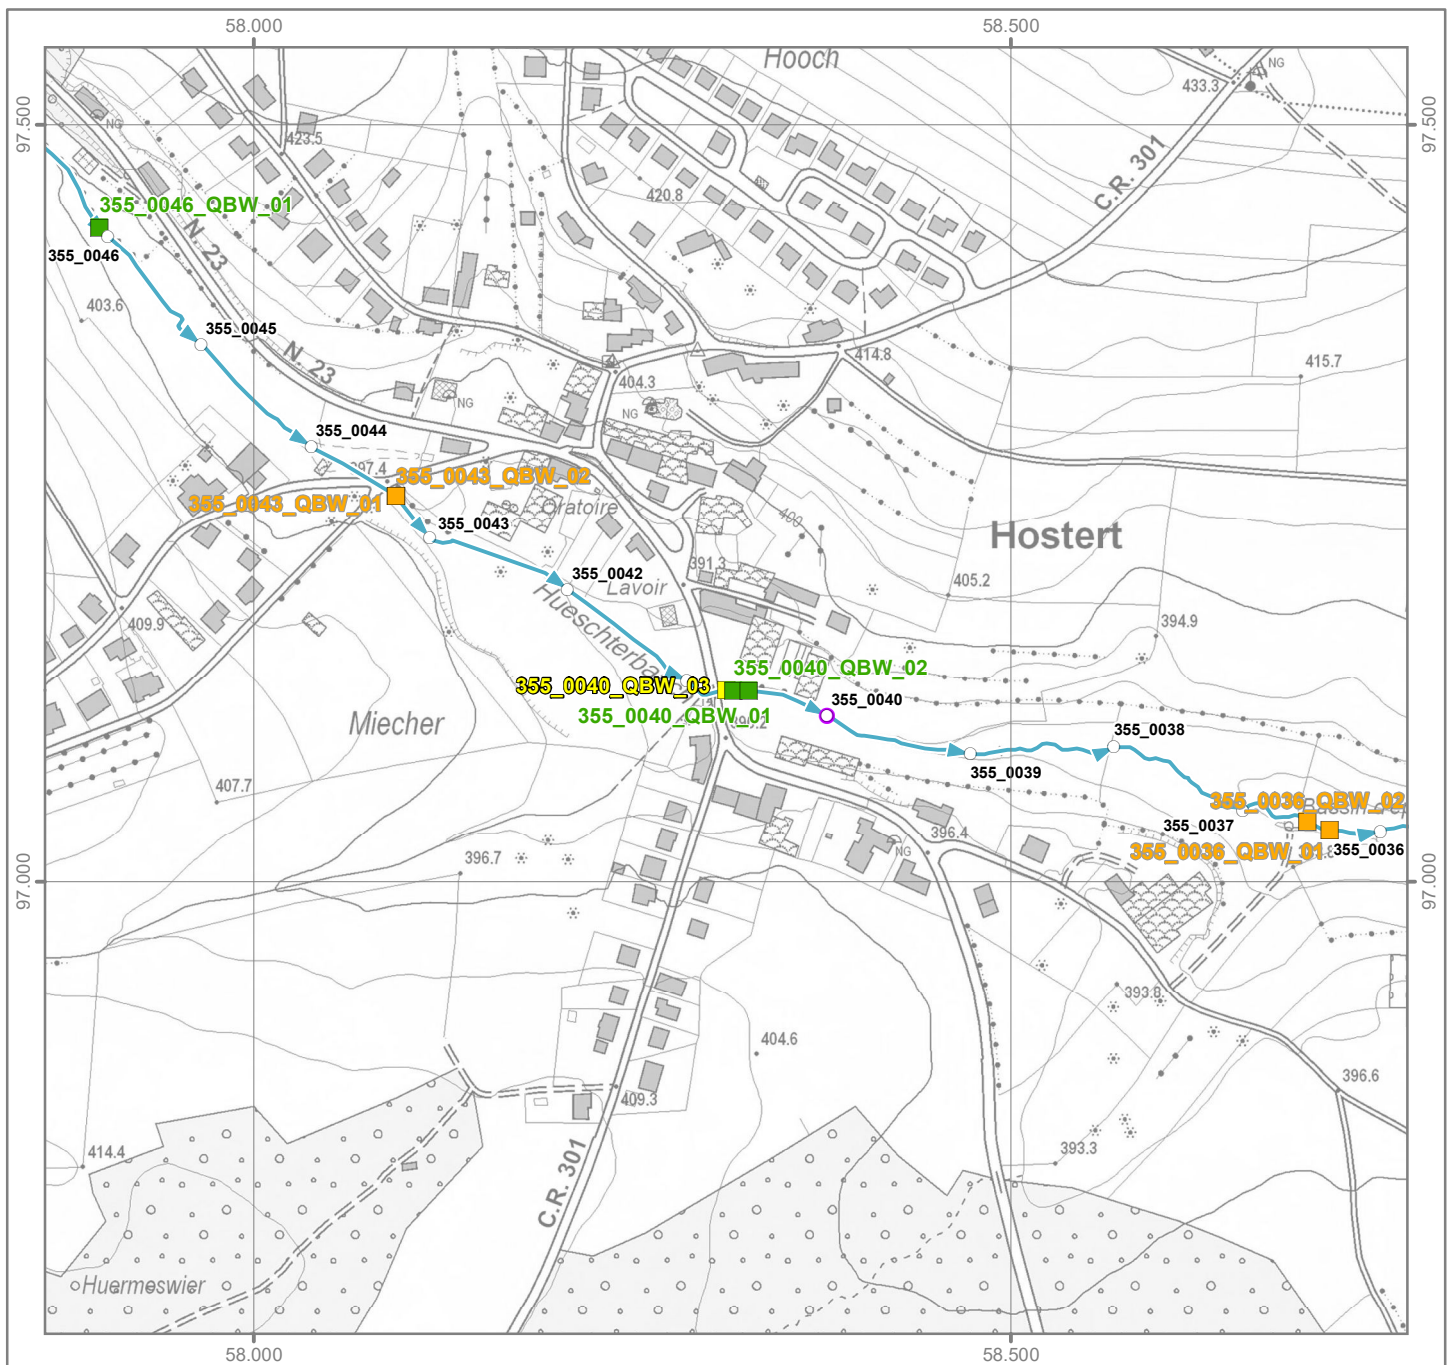 58.000
58.500
Hooch
NG
433.3
97.500
97.500
NG
423.5
C.R. 301
420.8
355_0046_QBW_01
N. 23
355_0046
403.6
355_0045
N. 23
414.8
415.7
404.3
NG
NG
355_0044
397.4
355_0043_QBW_02
355_0043_QBW_01
Oratoire
400
355_0043
Hostert
391.3
355_0042
Lavoir
405.2
Hueschterbaach
409.9
394.9
355_0040_QBW_02
355_0040_QBW_03
355_0040
355_0040_QBW_01
Miecher
355_0038
355_0039
407.7
355_0036_QBW_02
355_0037
396.4
355_0036_QBW_01
355_0036
NG
396.7
97.000
97.000
393.8
404.6
396.6
409.3
393.3
414.4
C.R. 301
Huermeswier
58.000
58.500